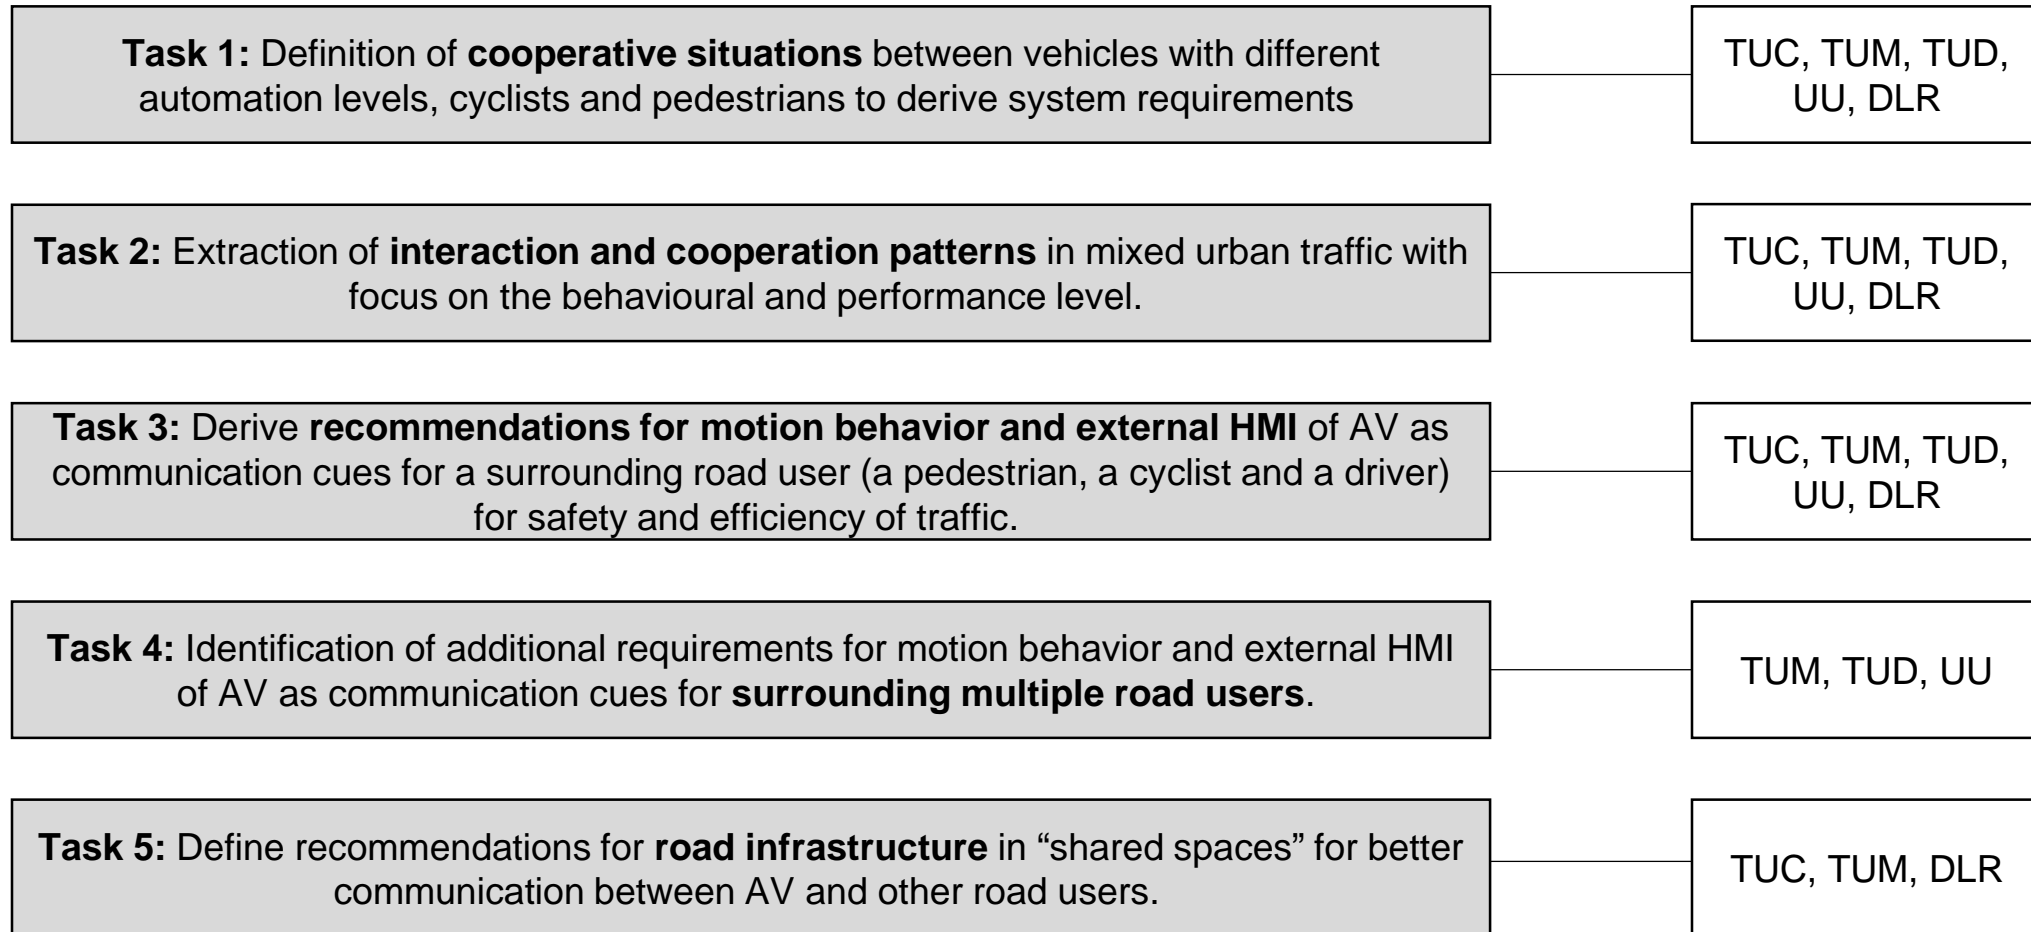 Task 1: Definition of cooperative situations between vehicles with different
automation levels, cyclists and pedestrians to derive system requirements
TUC, TUM, TUD,
UU, DLR
Task 2: Extraction of interaction and cooperation patterns in mixed urban traffic with
focus on the behavioural and performance level.
TUC, TUM, TUD,
UU, DLR
Task 3: Derive recommendations for motion behavior and external HMI of AV as
communication cues for a surrounding road user (a pedestrian, a cyclist and a driver)
for safety and efficiency of traffic.
TUC, TUM, TUD,
UU, DLR
Task 4: Identification of additional requirements for motion behavior and external HMI
of AV as communication cues for surrounding multiple road users.
TUM, TUD, UU
Task 5: Define recommendations for road infrastructure in “shared spaces” for better
communication between AV and other road users.
TUC, TUM, DLR